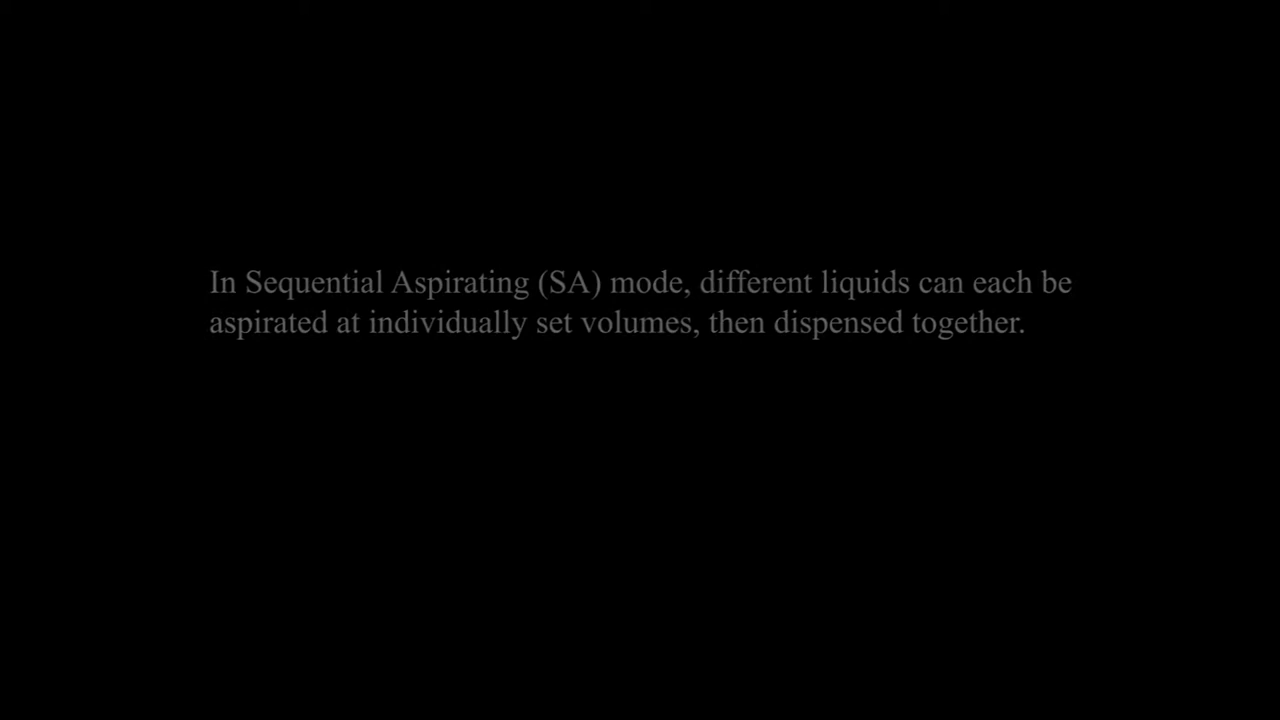 In Sequential Aspirating (SA) mode, different liquids can each be
aspirated at individually set volumes, then dispensed together.